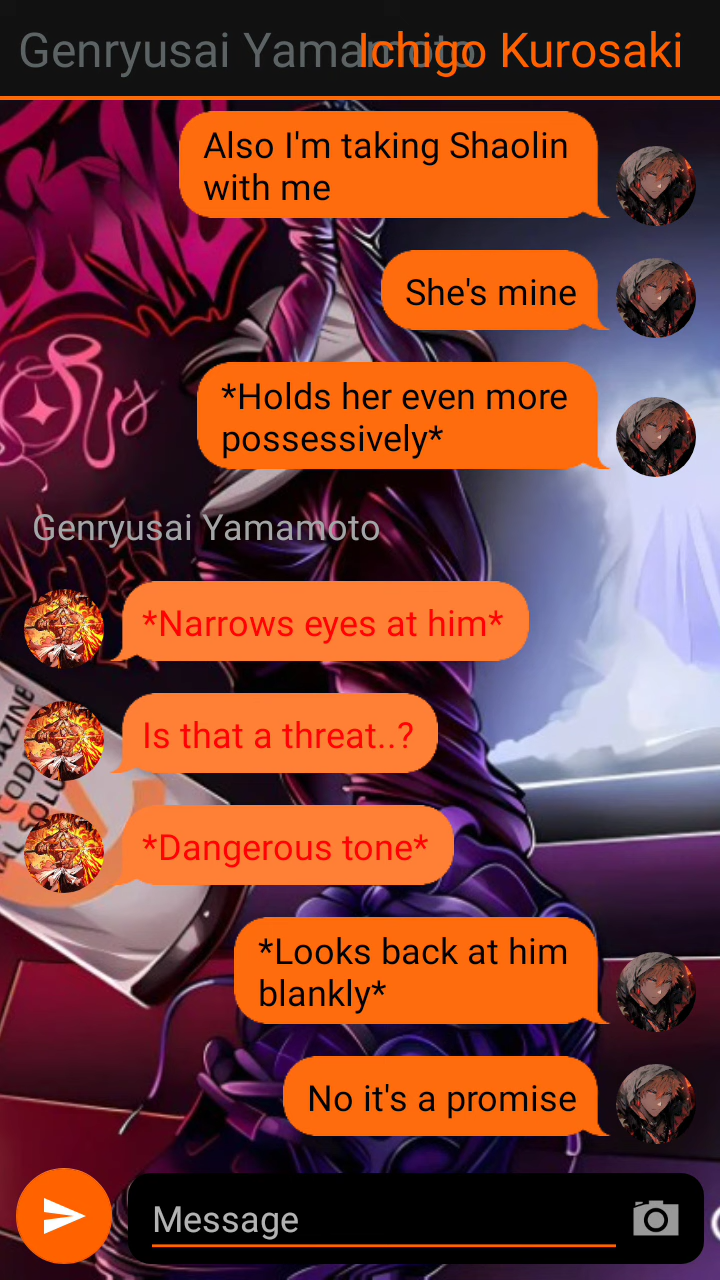 Genryusai Yamamoto
Ichigo Kurosaki
Also I'm taking Shaolin
with me
She's mine
*Holds her even more
possessively*
Genryusai Yamamoto
*Narrows eyes at him*
Is that a threat..?
*Dangerous tone*
*Looks back at him
blankly*
No it's a promise
Message